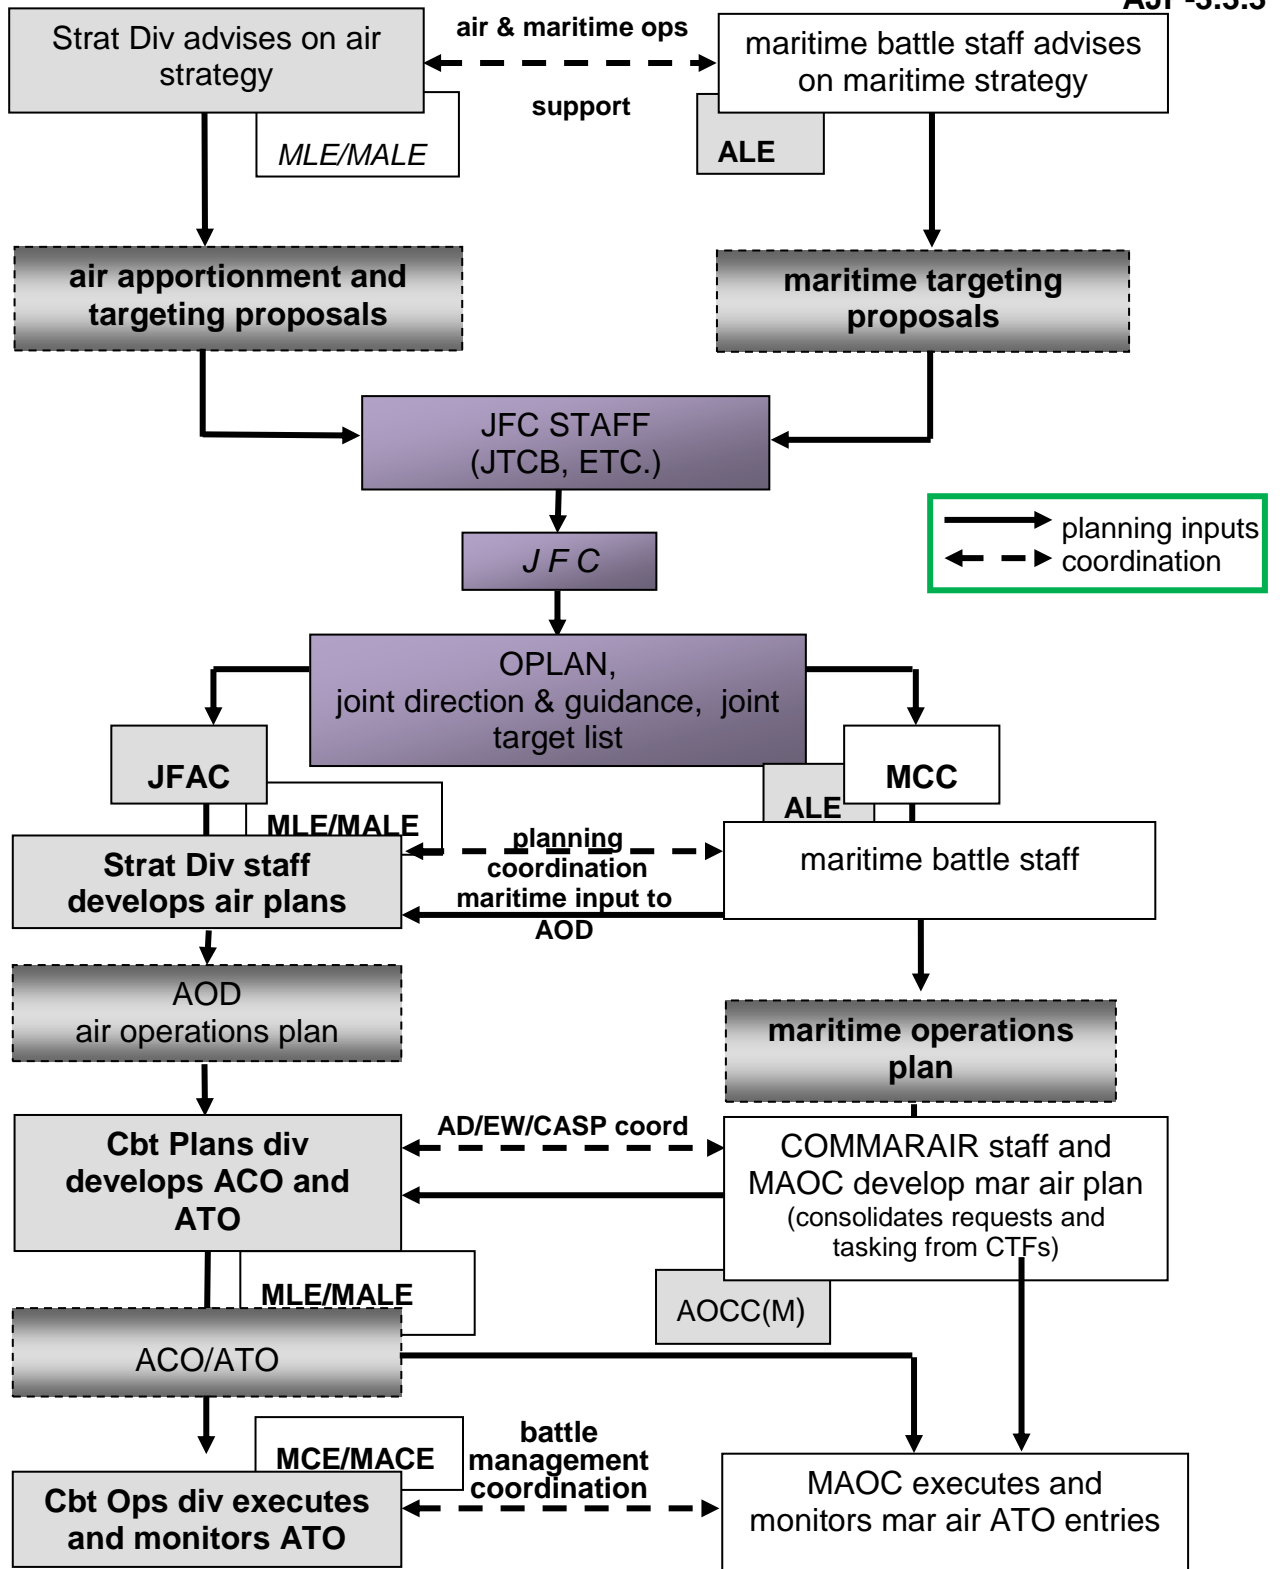 AJP-3.3.3
Strat Div advises on air
strategy
air & maritime ops
support
maritime battle staff advises
on maritime strategy
MLE/MALE
ALE
air apportionment and
targeting proposals
maritime targeting
proposals
JFC STAFF
(JTCB, ETC.)
J F C
planning inputs
coordination
OPLAN,
joint direction & guidance, joint
target list
JFAC
MCC
MLE/MALE
ALE
Strat Div staff
develops air plans
planning
coordination
maritime input to
AOD
maritime battle staff
AOD
air operations plan
maritime operations
plan
Cbt Plans div
develops ACO and
ATO
AD/EW/CASP coord
COMMARAIR staff and
MAOC develop mar air plan
(consolidates requests and
tasking from CTFs)
MLE/MALE
AOCC(M)
ACO/ATO
MCE/MACE
battle
management
coordination
Cbt Ops div executes
and monitors ATO
MAOC executes and
monitors mar air ATO entries